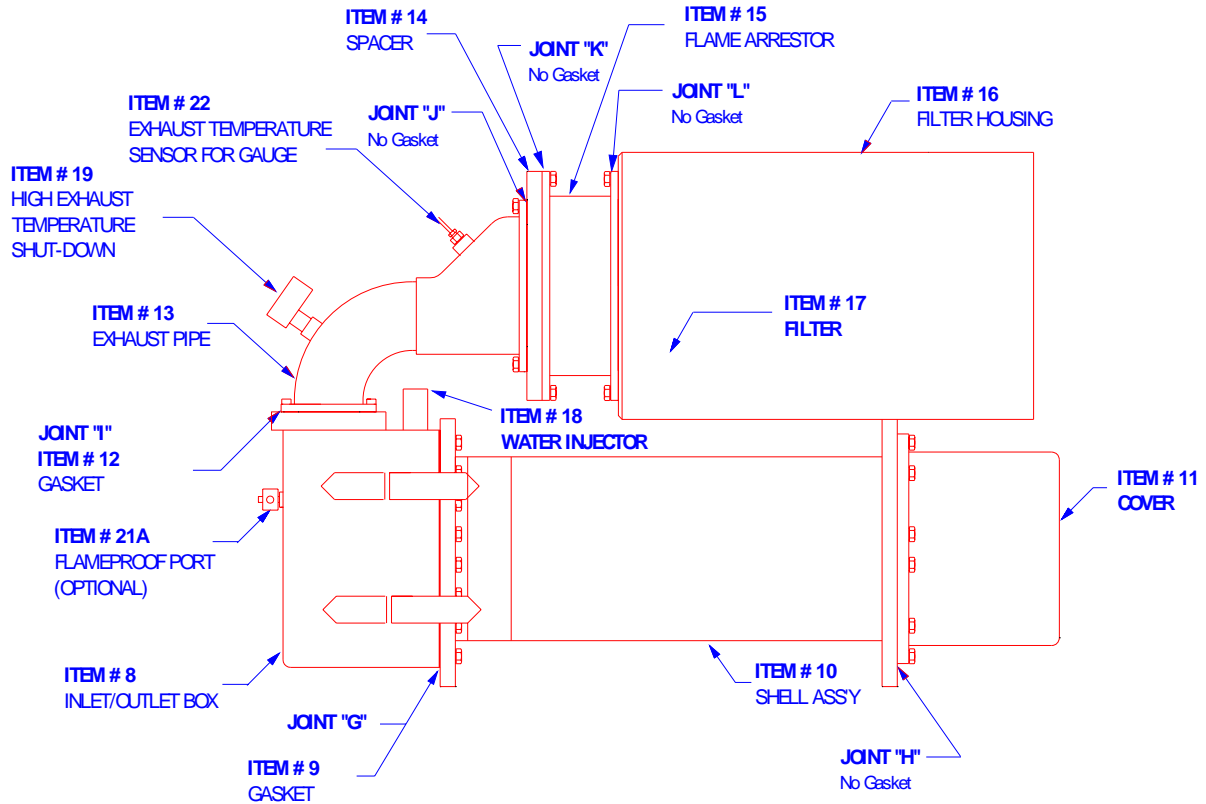 ITEM # 14
SPACER
ITEM # 15
FLAME ARRESTOR
JOINT "K"
No Gasket
ITEM # 22
EXHAUST TEMPERATURE
SENSOR FOR GAUGE
JOINT "J"
No Gasket
JOINT "L"
No Gasket
ITEM # 16
FILTER HOUSING
ITEM # 19
HIGH EXHAUST
TEMPERATURE
SHUT-DOWN
ITEM # 13
EXHAUST PIPE
ITEM # 17
FILTER
ITEM # 18
WATER INJECTOR
JOINT "I"
ITEM # 12
GASKET
ITEM # 11
COVER
ITEM # 21A
FLAMEPROOF PORT
(OPTIONAL)
ITEM # 8
INLET/OUTLET BOX
ITEM # 10
SHELL ASS'Y
JOINT "G"
ITEM # 9
GASKET
JOINT "H"
No Gasket